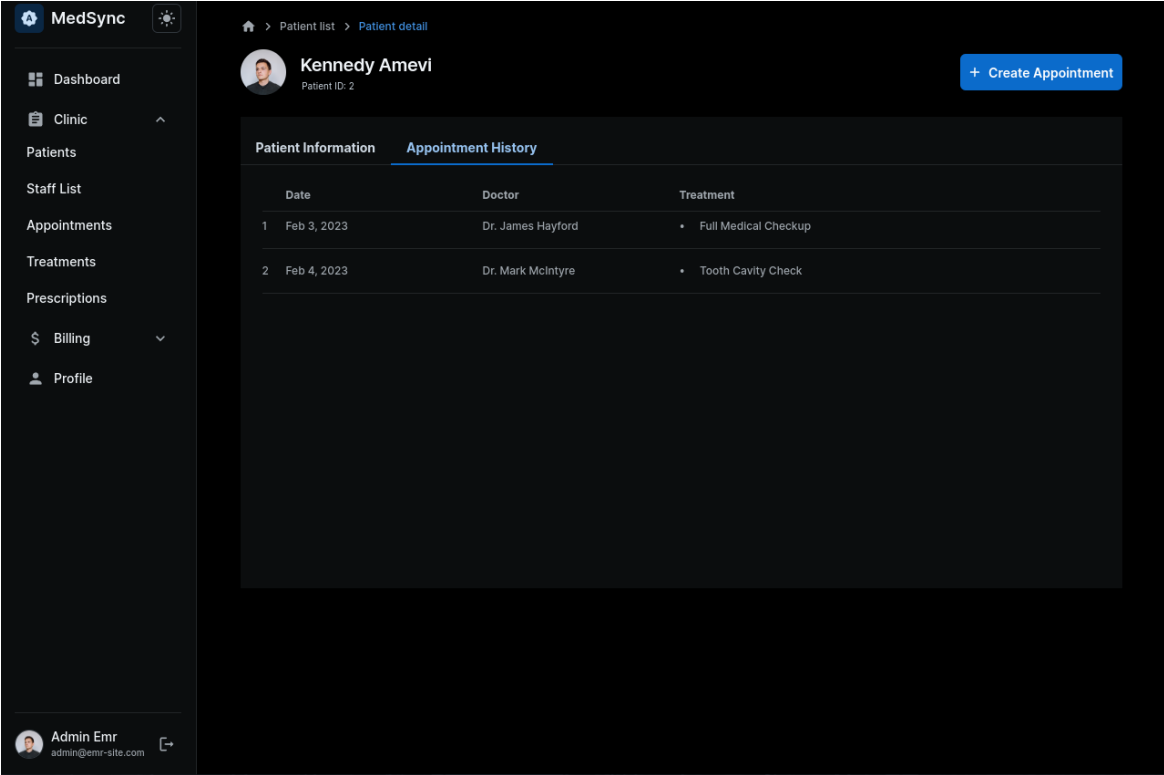 MedSync
Dashboard
Clinic
Patients
Staff List
Appointments
Treatments
Prescriptions
Billing
Profile
Admin Emr
admin@emr-site.com
Patient list
Patient detail
Kennedy Amevi
Patient ID: 2
+ Create Appointment
Patient Information Appointment History
Date Doctor Treatment
1 Feb 3, 2023 Dr. James Hayford • Full Medical Checkup
2 Feb 4, 2023 Dr. Mark McIntyre • Tooth Cavity Check